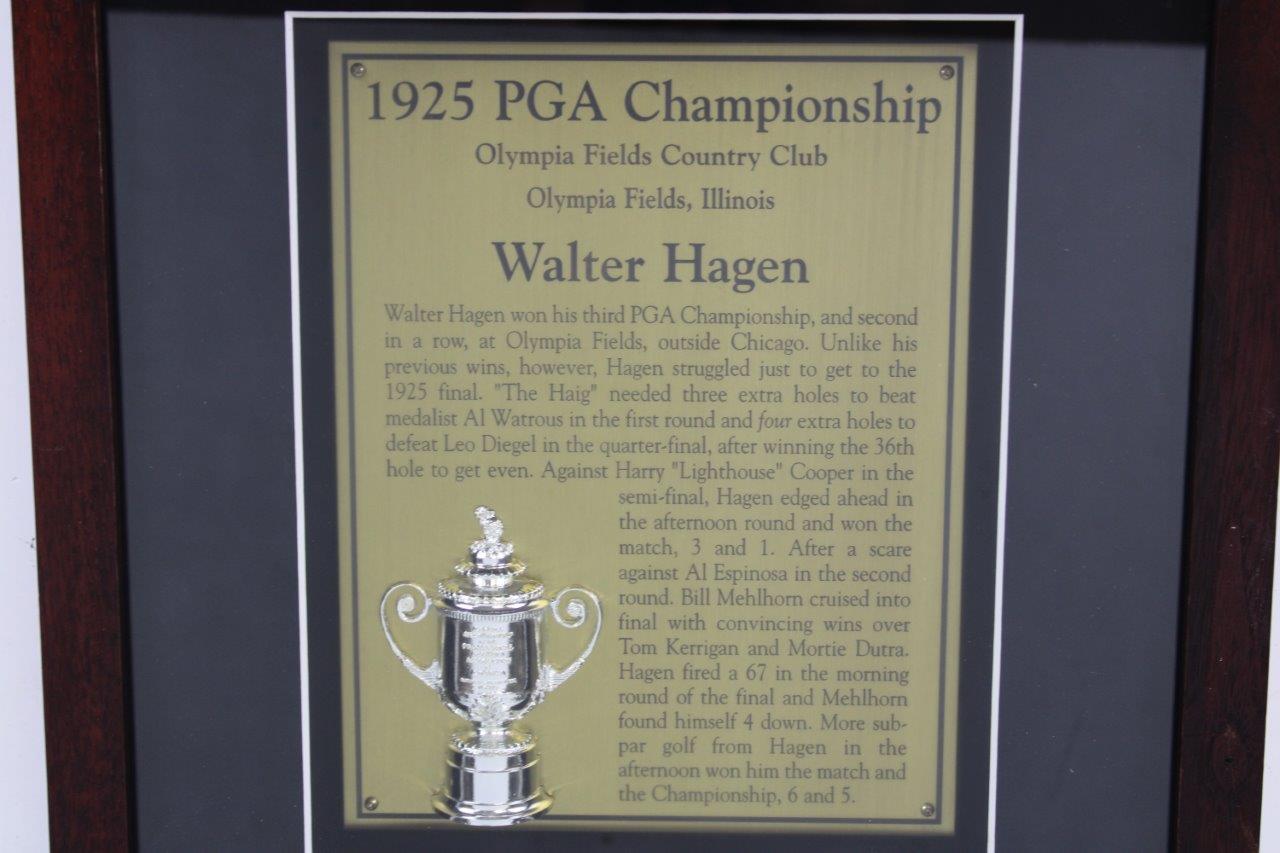 1925 PGA Championship
Olympia Fields Country Club
Olympia Fields, Illinois
Walter Hagen
Walter Hagen won his third PGA Championship, and second
in a row, at Olympia Fields, outside Chicago. Unlike his
previous wins, however, Hagen struggled just to get to the
1925 final. "The Haig" needed three extra holes to beat
medalist Al Watrous in the first round and four extra holes to
defeat Leo Diegel in the quarter-final, after winning the 36th
hole to get even. Against Harry "Lighthouse" Cooper in the
semi-final, Hagen edged ahead in
the afternoon round and won the
match, 3 and 1. After a scare
against Al Espinosa in the second
round. Bill Mehlhorn cruised into
final with convincing wins over
Tom Kerrigan and Mortie Dutra.
Hagen fired a 67 in the morning
round of the final and Mehlhorn
found himself 4 down. More sub-
par golf from Hagen in the
afternoon won him the match and
the Championship, 6 and 5.